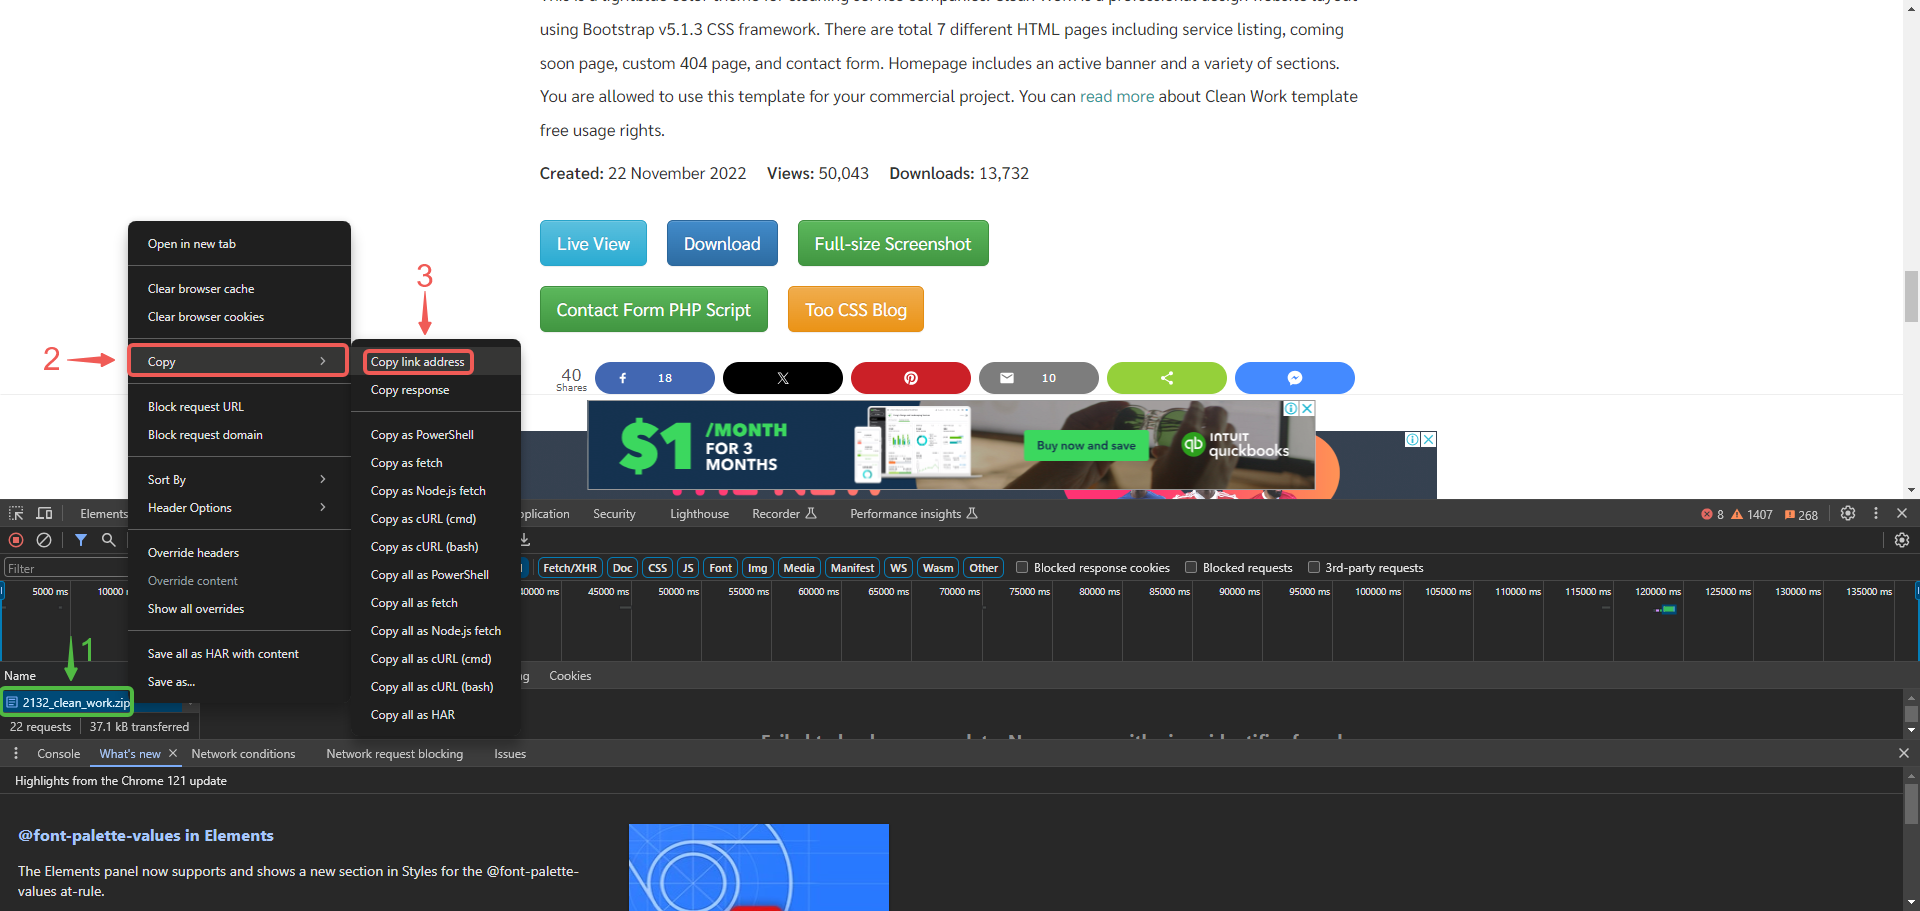 using Bootstrap v5.1.3 CSS framework. There are total 7 different HTML pages including service listing, coming
soon page, custom 404 page, and contact form. Homepage includes an active banner and a variety of sections.
You are allowed to use this template for your commercial project. You can read more about Clean Work template
free usage rights.
Created: 22 November 2022 Views: 50,043 Downloads: 13,732
Live View Download Full-size Screenshot
Contact Form PHP Script Too CSS Blog
40
Shares
18
10
$1 /MONTH
FOR 3
MONTHS
Buy now and save
qb INTUIT
quickbooks
Open in new tab
Clear browser cache
Clear browser cookies
2
Copy
Block request URL
Block request domain
Sort By
Header Options
Override headers
Override content
Show all overrides
Save all as HAR with content
Save as...
3
Copy link address
Copy response
Copy as PowerShell
Copy as fetch
Copy as Node.js fetch
Copy as cURL (cmd)
Copy as cURL (bash)
Copy all as PowerShell
Copy all as fetch
Copy all as Node.js fetch
Copy all as cURL (cmd)
Copy all as cURL (bash)
Copy all as HAR
Elements Security Lighthouse Recorder Performance insights 8 1407 268
Filter Fetch/XHR Doc CSS JS Font Img Media Manifest WS Wasm Other Blocked response cookies Blocked requests 3rd-party requests
5000 ms 45000 ms 50000 ms 55000 ms 60000 ms 65000 ms 70000 ms 75000 ms 80000 ms 85000 ms 90000 ms 95000 ms 100000 ms 105000 ms 110000 ms 115000 ms 120000 ms 125000 ms 130000 ms 135000 ms
1
Name Cookies
2132_clean_work.zip
22 requests 37.1 kB transferred
Console What's new Network conditions Network request blocking Issues
Highlights from the Chrome 121 update
@font-palette-values in Elements
The Elements panel now supports and shows a new section in Styles for the @font-palette-
values at-rule.